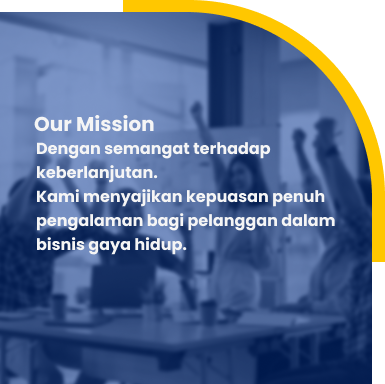 Our Mission
Dengan semangat terhadap
keberlanjutan.
Kami menyajikan kepuasan penuh
pengalaman bagi pelanggan dalam
bisnis gaya hidup.